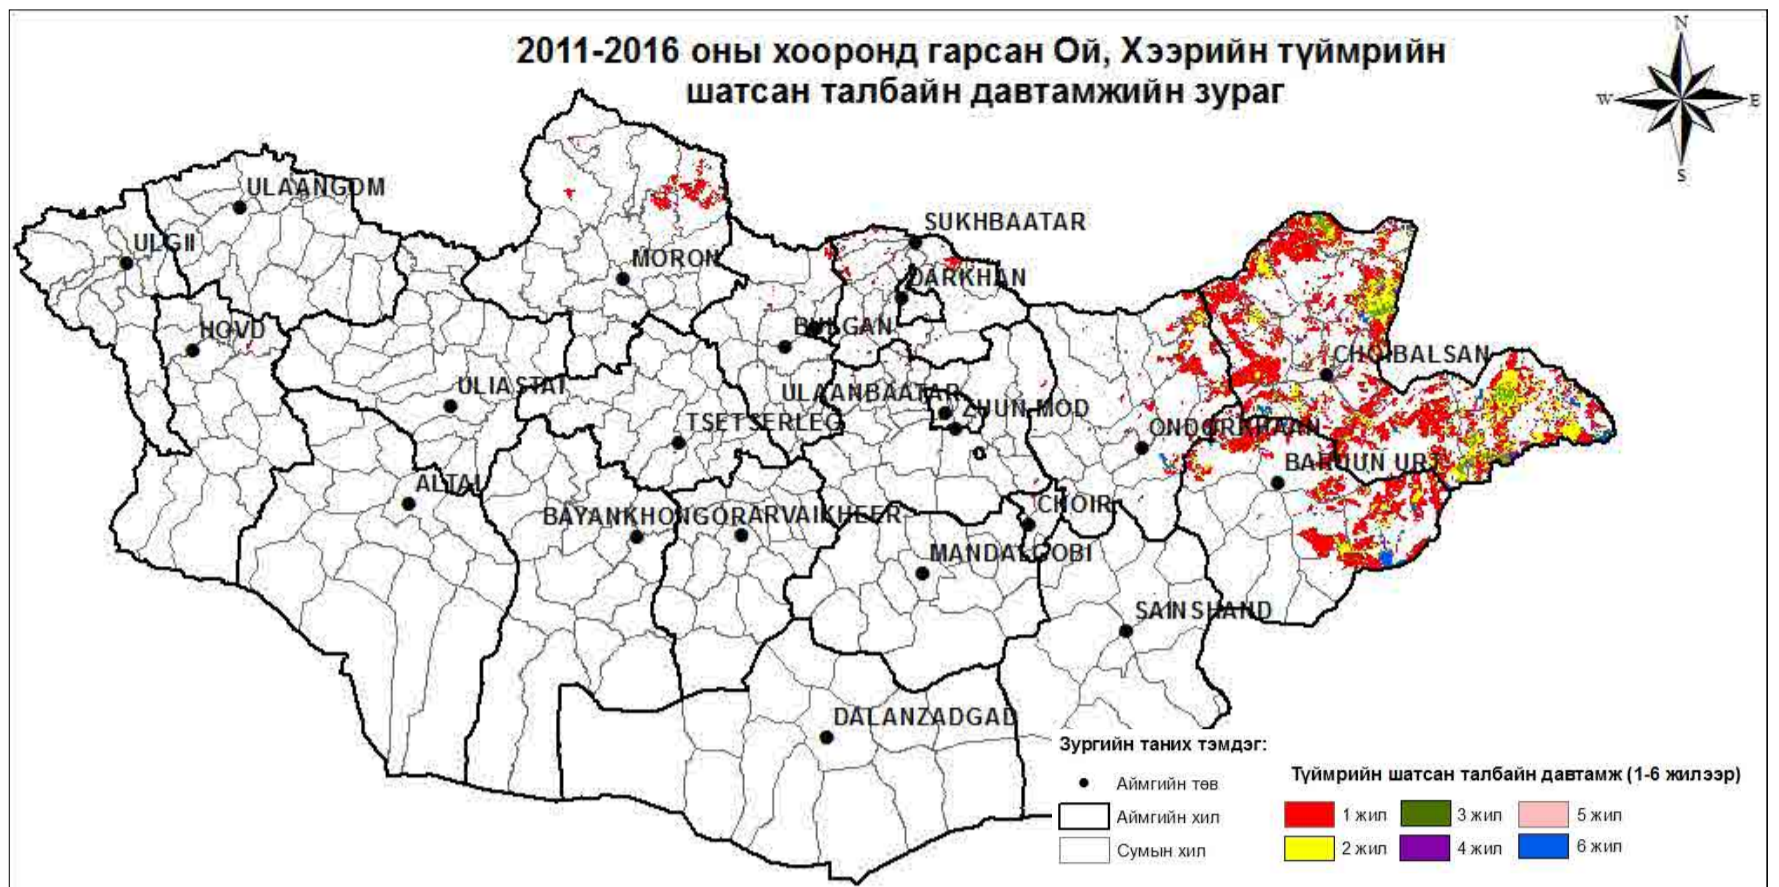 2011-2016 оны хооронд гарсан Ой, Хээрийн түймрийн
шатсан талбайн давтамжийн зураг
N
W
E
S
ULAANGOM
ULGII
HOVD
MORON
SUKHBAATAR
DARKHAN
BULGAN
CHOIBALSAN
ULIASTAI
ULAANBAATAR
ZUUN MOD
TSETSERLEG
ONDORKHAAN
BARUUN URT
ALTAI
BAYANKHONGOR
ARVAIKHEER
CHOIR
MANDALGOBI
SAINSHAND
DALANZADGAD
Зургийн таних тэмдэг:
Аймгийн төв
Аймгийн хил
Сумын хил
Түймрийн шатсан талбайн давтамж (1-6 жилээр)
1 жил
3 жил
5 жил
2 жил
4 жил
6 жил